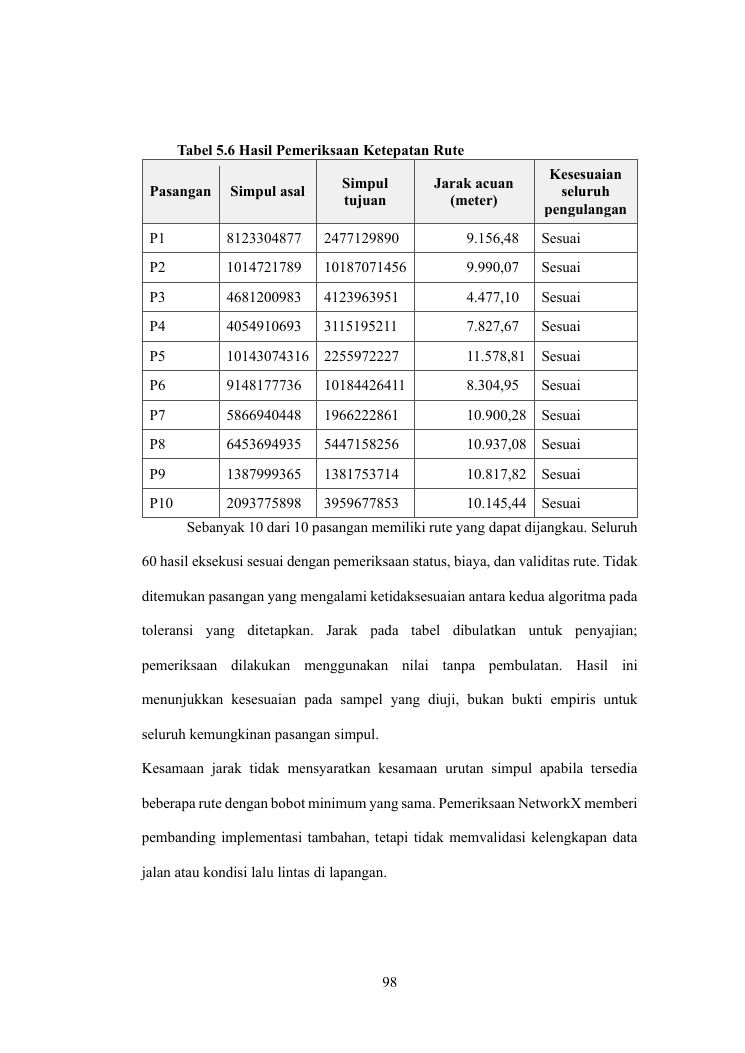 Tabel 5.6 Hasil Pemeriksaan Ketepatan Rute
Pasangan Simpul asal Simpul tujuan Jarak acuan (meter) Kesesuaian seluruh pengulangan
P1 8123304877 2477129890 9.156,48 Sesuai
P2 1014721789 10187071456 9.990,07 Sesuai
P3 4681200983 4123963951 4.477,10 Sesuai
P4 4054910693 3115195211 7.827,67 Sesuai
P5 10143074316 2255972227 11.578,81 Sesuai
P6 9148177736 10184426411 8.304,95 Sesuai
P7 5866940448 1966222861 10.900,28 Sesuai
P8 6453694935 5447158256 10.937,08 Sesuai
P9 1387999365 1381753714 10.817,82 Sesuai
P10 2093775898 3959677853 10.145,44 Sesuai
Sebanyak 10 dari 10 pasangan memiliki rute yang dapat dijangkau. Seluruh
60 hasil eksekusi sesuai dengan pemeriksaan status, biaya, dan validitas rute. Tidak
ditemukan pasangan yang mengalami ketidaksesuaian antara kedua algoritma pada
toleransi yang ditetapkan. Jarak pada tabel dibulatkan untuk penyajian;
pemeriksaan dilakukan menggunakan nilai tanpa pembulatan. Hasil ini
menunjukkan kesesuaian pada sampel yang diuji, bukan bukti empiris untuk
seluruh kemungkinan pasangan simpul.
Kesamaan jarak tidak mensyaratkan kesamaan urutan simpul apabila tersedia
beberapa rute dengan bobot minimum yang sama. Pemeriksaan NetworkX memberi
pembanding implementasi tambahan, tetapi tidak memvalidasi kelengkapan data
jalan atau kondisi lalu lintas di lapangan.
98